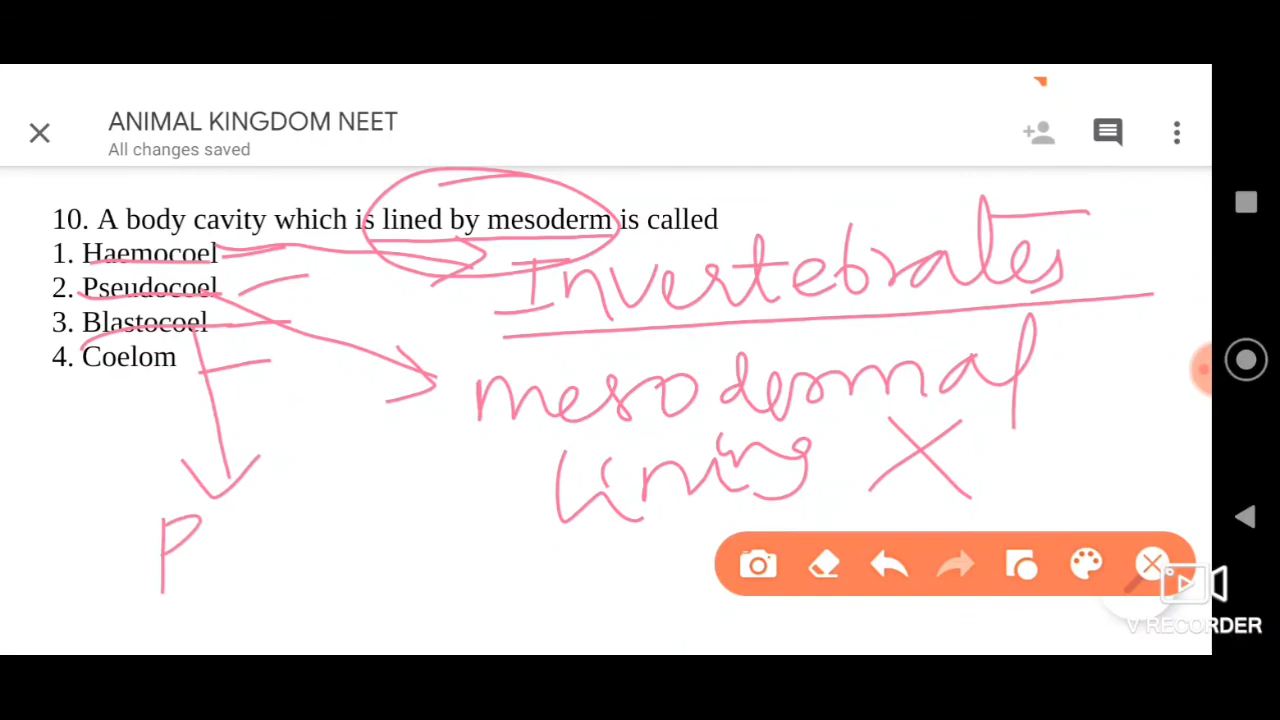 ANIMAL KINGDOM NEET
All changes saved
10. A body cavity which is lined by mesoderm is called
1. Haemocoel
2. Pseudocoel
3. Blastocoel
4. Coelom
Invertebrates
mesodermal
lining X
P
V RECORDER